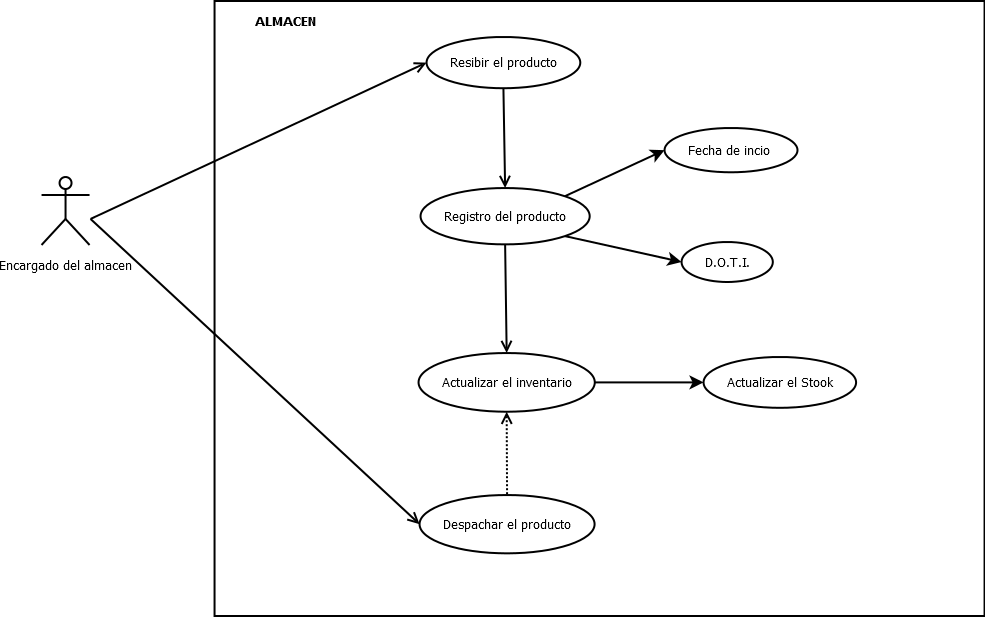 ALMACEN
Resibir el producto
Fecha de incio
Registro del producto
D.O.T.I.
Encargado del almacen
Actualizar el inventario
Actualizar el Stook
Despachar el producto